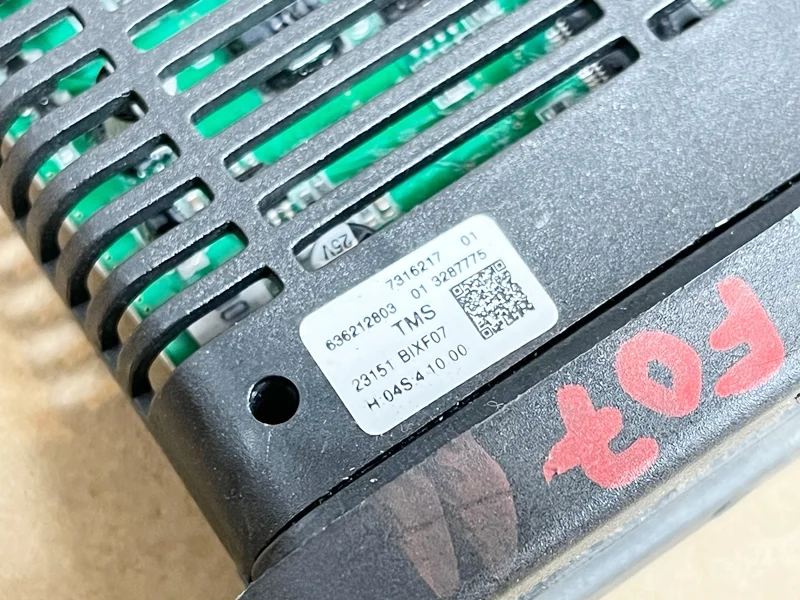 7316217 01
636212803 01 3287775
TMS
23151 BIXF07
H:04S:4.10.00
25V
F07